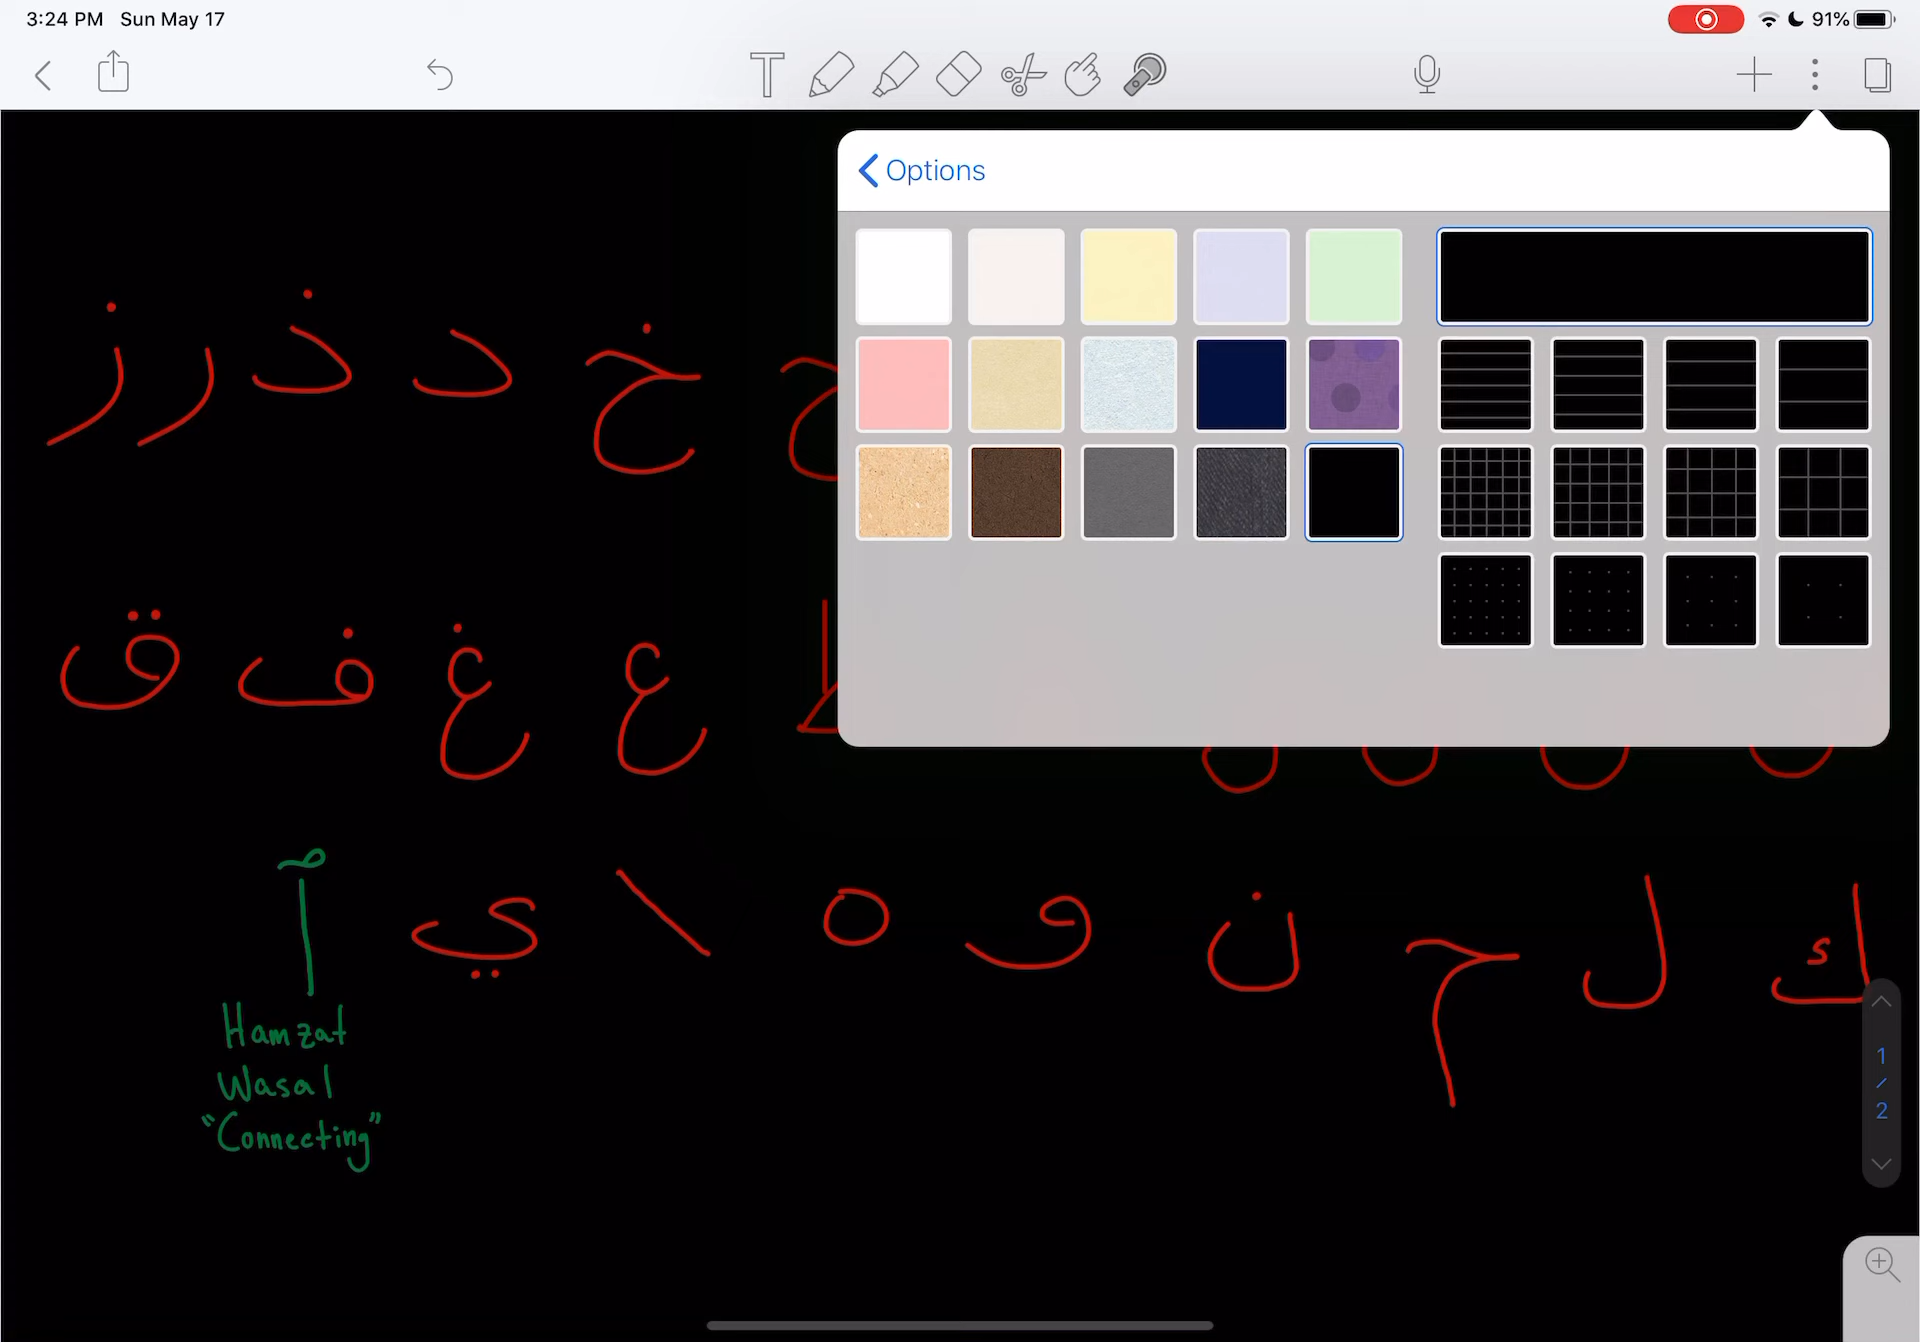 3:24 PM Sun May 17
91%
T
Options
خ د ذ ر ز
ع غ ف ق
ك ل م ن و ه ا ي ٱ
Hamzat
Wasal
"Connecting"
1
/
2